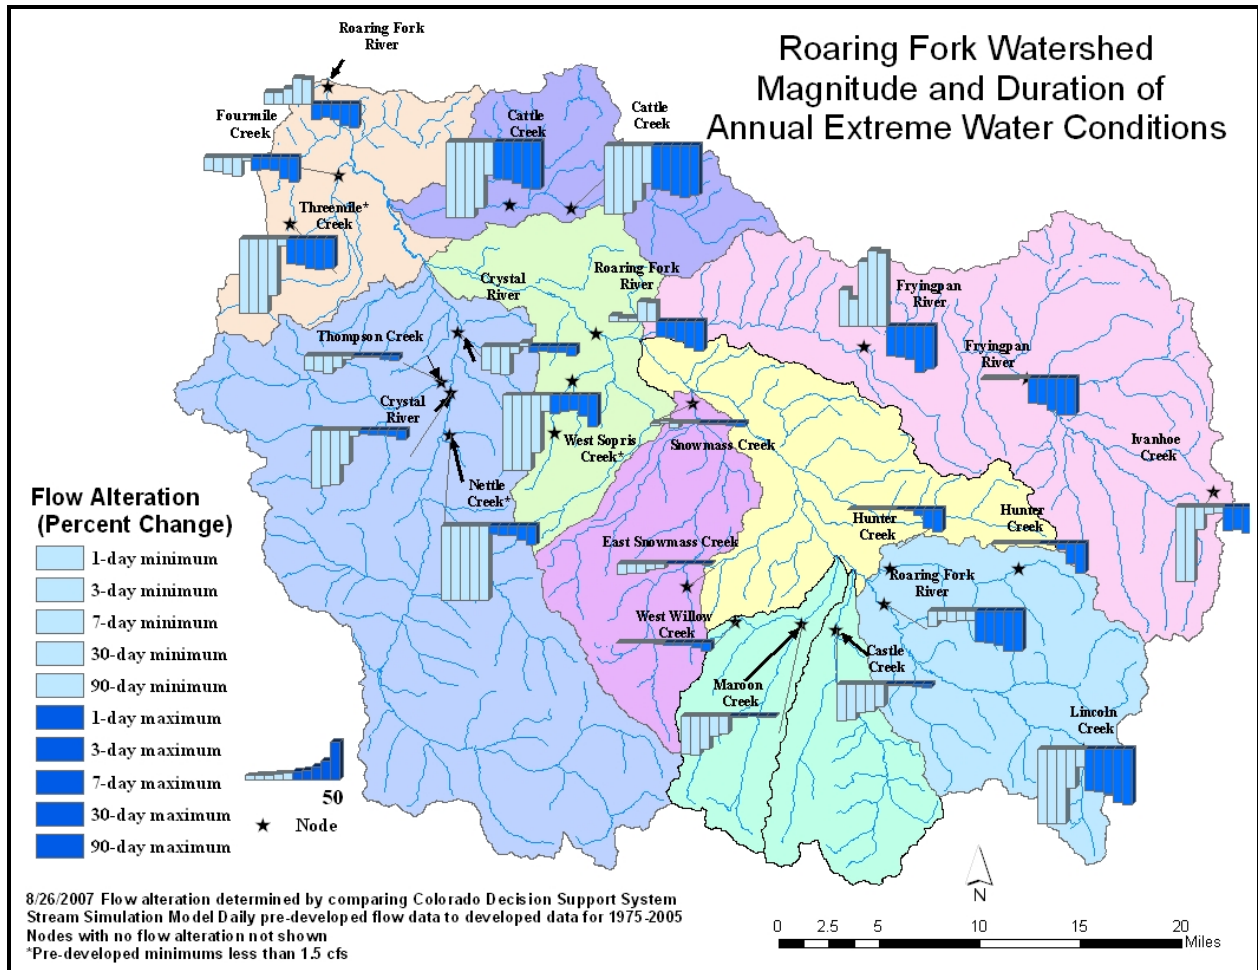 Roaring Fork Watershed
Magnitude and Duration of
Annual Extreme Water Conditions
Roaring Fork
River
Fourmile
Creek
Cattle
Creek
Cattle
Creek
Threemile*
Creek
Crystal
River
Roaring Fork
River
Fryingpan
River
Fryingpan
River
Thompson Creek
Crystal
River
West Sopris
Creek*
Snowmass Creek
Ivanhoe
Creek
Nettle
Creek*
Hunter
Creek
Hunter
Creek
East Snowmass Creek
Roaring Fork
River
West Willow
Creek
Castle
Creek
Maroon
Creek
Lincoln
Creek
Flow Alteration
(Percent Change)
1-day minimum
3-day minimum
7-day minimum
30-day minimum
90-day minimum
1-day maximum
3-day maximum
7-day maximum
30-day maximum
90-day maximum
50
Node
N
8/26/2007 Flow alteration determined by comparing Colorado Decision Support System
Stream Simulation Model Daily pre-developed flow data to developed data for 1975-2005
Nodes with no flow alteration not shown
*Pre-developed minimums less than 1.5 cfs
0 2.5 5 10 15 20
Miles